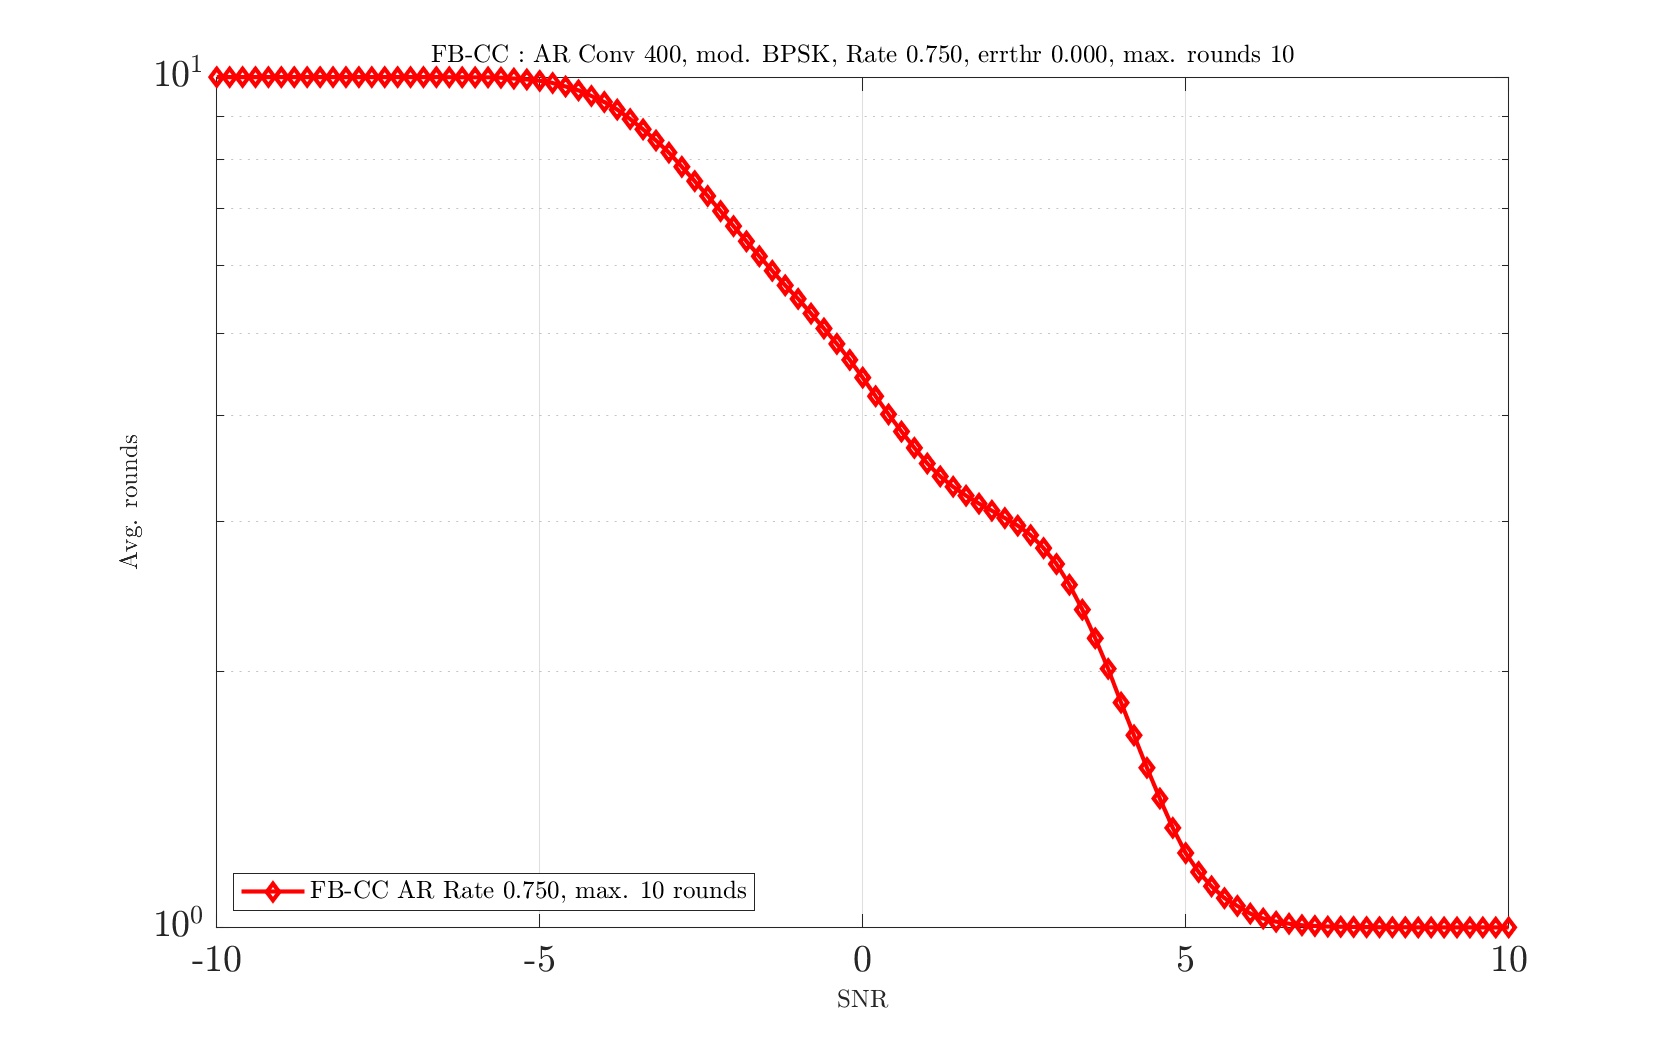 FB-CC : AR Conv 400, mod. BPSK, Rate 0.750, errthr 0.000, max. rounds 10
10^1
Avg. rounds
10^0
FB-CC AR Rate 0.750, max. 10 rounds
-10 -5 0 5 10
SNR